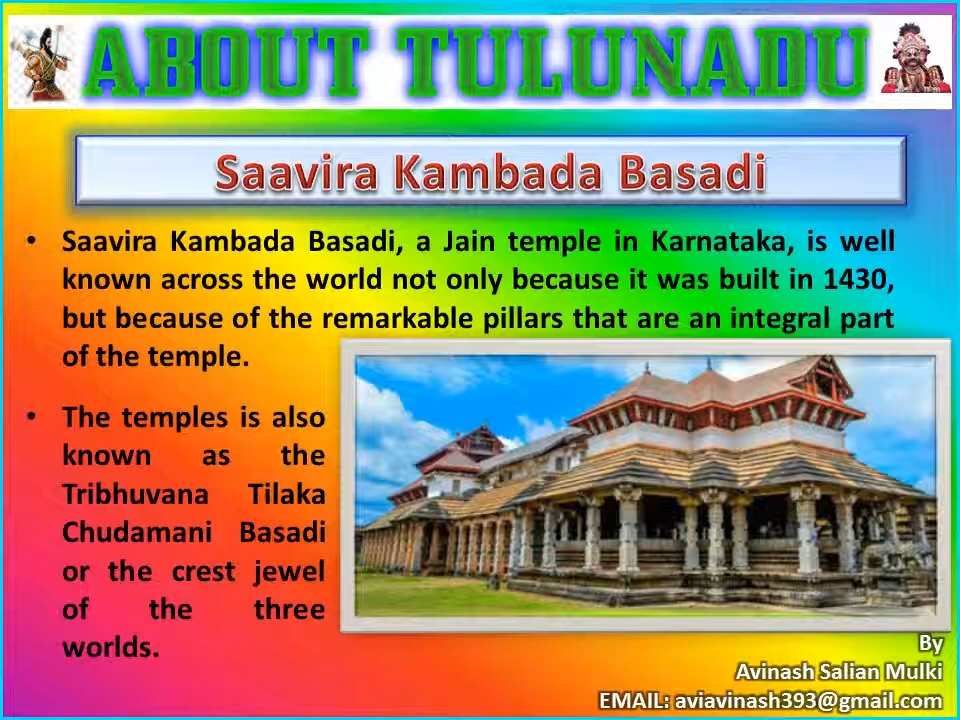 ABOUT TULUNADU
Saavira Kambada Basadi
• Saavira Kambada Basadi, a Jain temple in Karnataka, is well
known across the world not only because it was built in 1430,
but because of the remarkable pillars that are an integral part
of the temple.
• The temples is also
known as the
Tribhuvana Tilaka
Chudamani Basadi
or the crest jewel
of the three
worlds.
By
Avinash Salian Mulki
EMAIL: aviavinash393@gmail.com